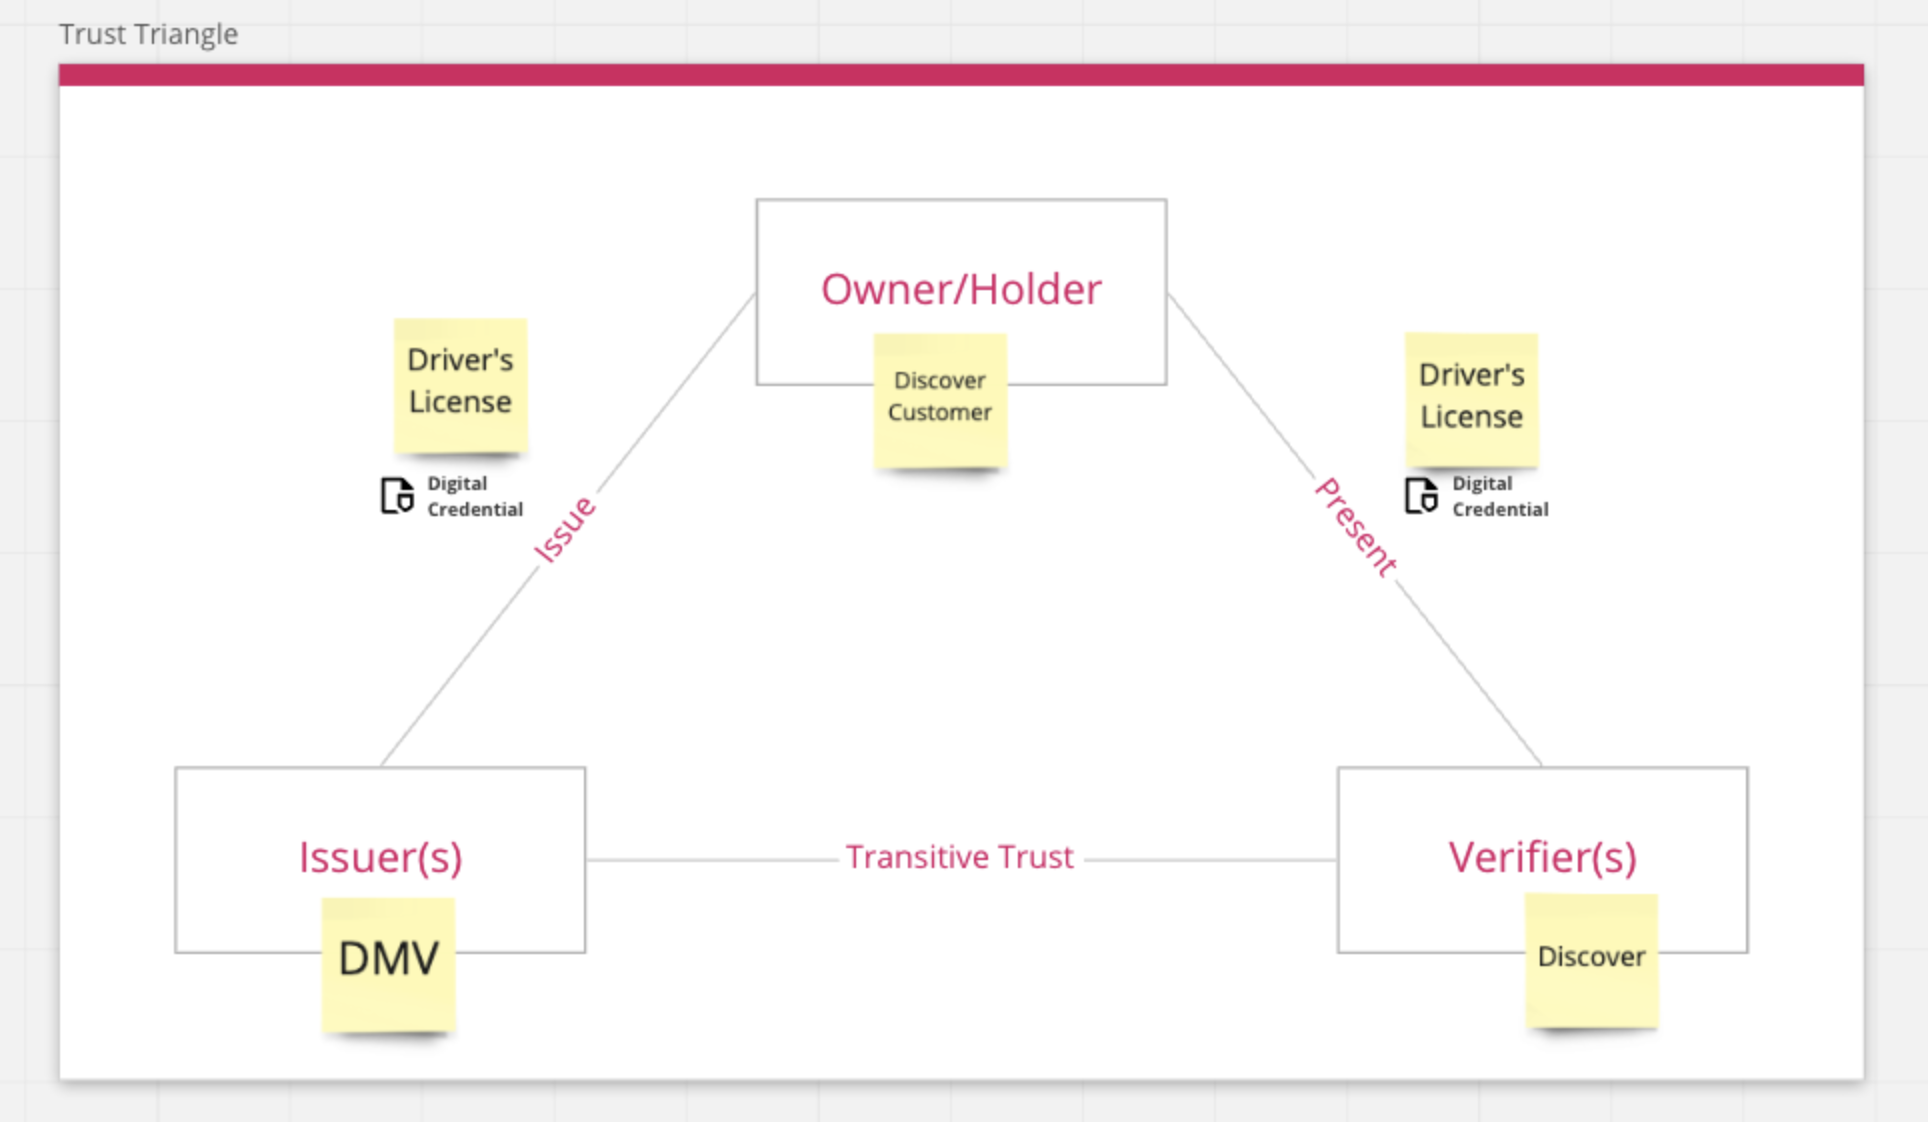 Trust Triangle
Owner/Holder
Driver's
License
Discover
Customer
Driver's
License
Digital
Credential
Digital
Credential
Issue
Present
Issuer(s)
Transitive Trust
Verifier(s)
DMV
Discover